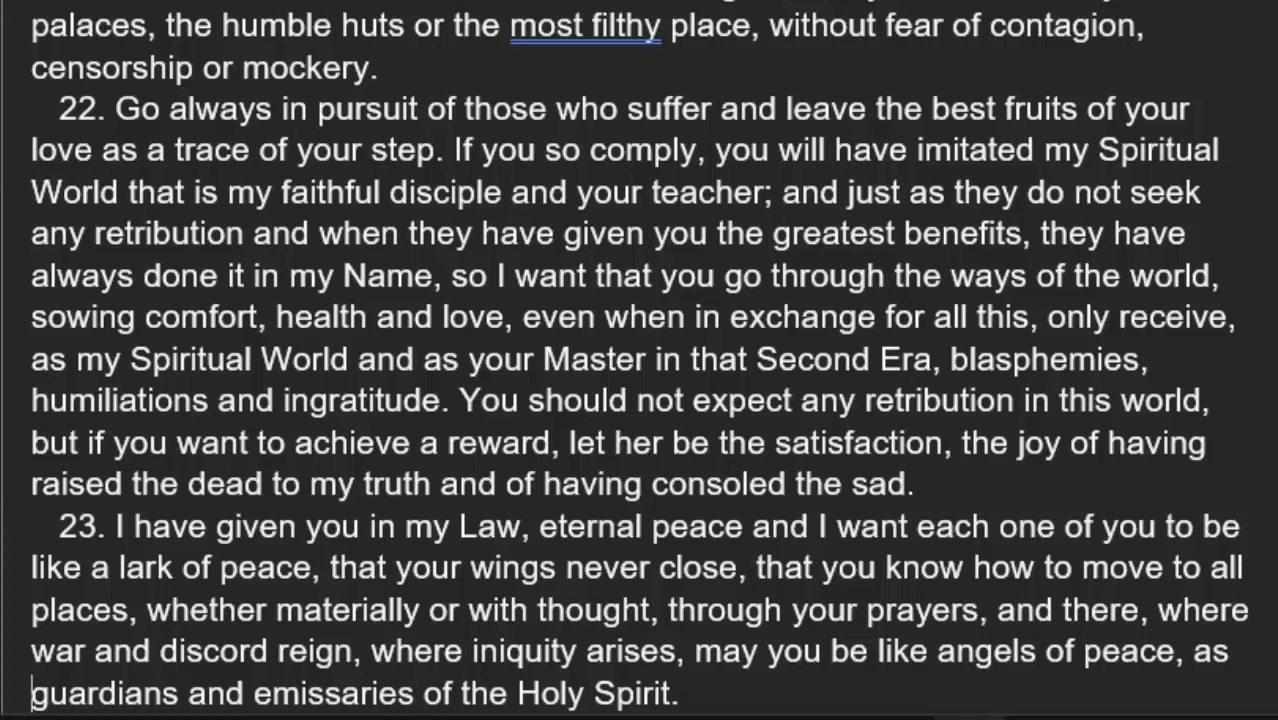 palaces, the humble huts or the most filthy place, without fear of contagion,
censorship or mockery.
22. Go always in pursuit of those who suffer and leave the best fruits of your
love as a trace of your step. If you so comply, you will have imitated my Spiritual
World that is my faithful disciple and your teacher; and just as they do not seek
any retribution and when they have given you the greatest benefits, they have
always done it in my Name, so I want that you go through the ways of the world,
sowing comfort, health and love, even when in exchange for all this, only receive,
as my Spiritual World and as your Master in that Second Era, blasphemies,
humiliations and ingratitude. You should not expect any retribution in this world,
but if you want to achieve a reward, let her be the satisfaction, the joy of having
raised the dead to my truth and of having consoled the sad.
23. I have given you in my Law, eternal peace and I want each one of you to be
like a lark of peace, that your wings never close, that you know how to move to all
places, whether materially or with thought, through your prayers, and there, where
war and discord reign, where iniquity arises, may you be like angels of peace, as
guardians and emissaries of the Holy Spirit.